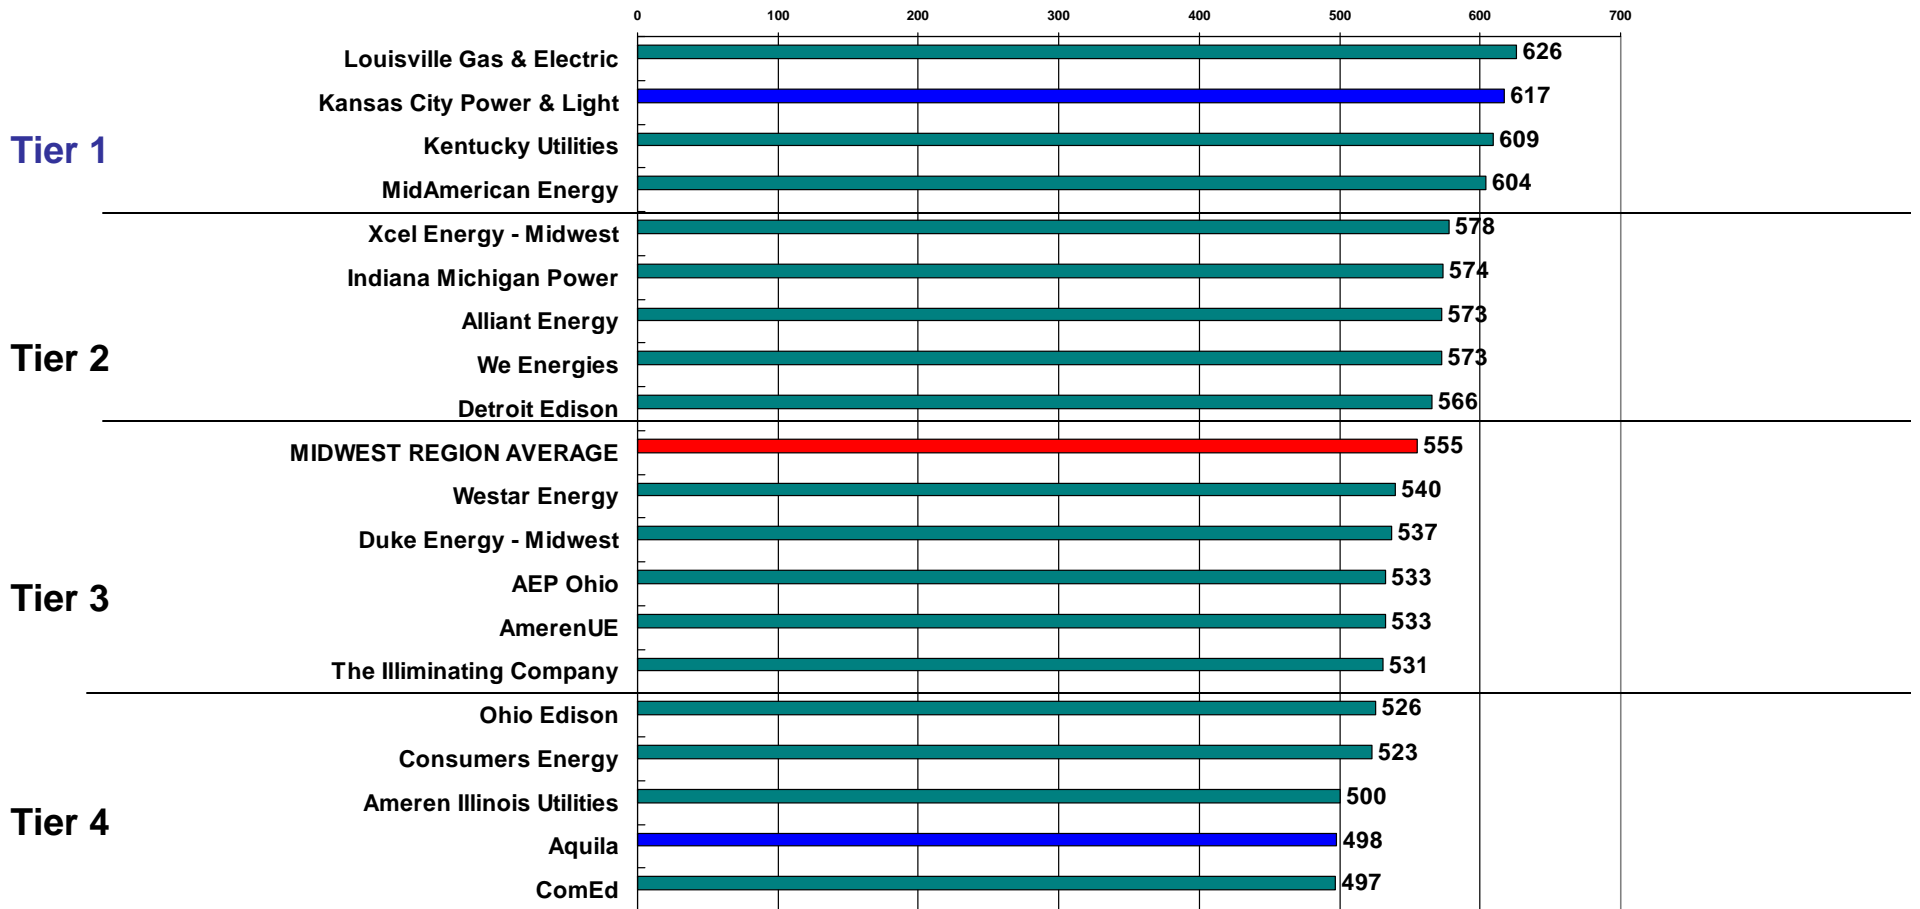 0 100 200 300 400 500 600 700
Louisville Gas & Electric 626
Kansas City Power & Light 617
Tier 1
Kentucky Utilities 609
MidAmerican Energy 604
Xcel Energy - Midwest 578
Indiana Michigan Power 574
Alliant Energy 573
Tier 2
We Energies 573
Detroit Edison 566
MIDWEST REGION AVERAGE 555
Westar Energy 540
Duke Energy - Midwest 537
AEP Ohio 533
Tier 3
AmerenUE 533
The Illiminating Company 531
Ohio Edison 526
Consumers Energy 523
Ameren Illinois Utilities 500
Tier 4
Aquila 498
ComEd 497